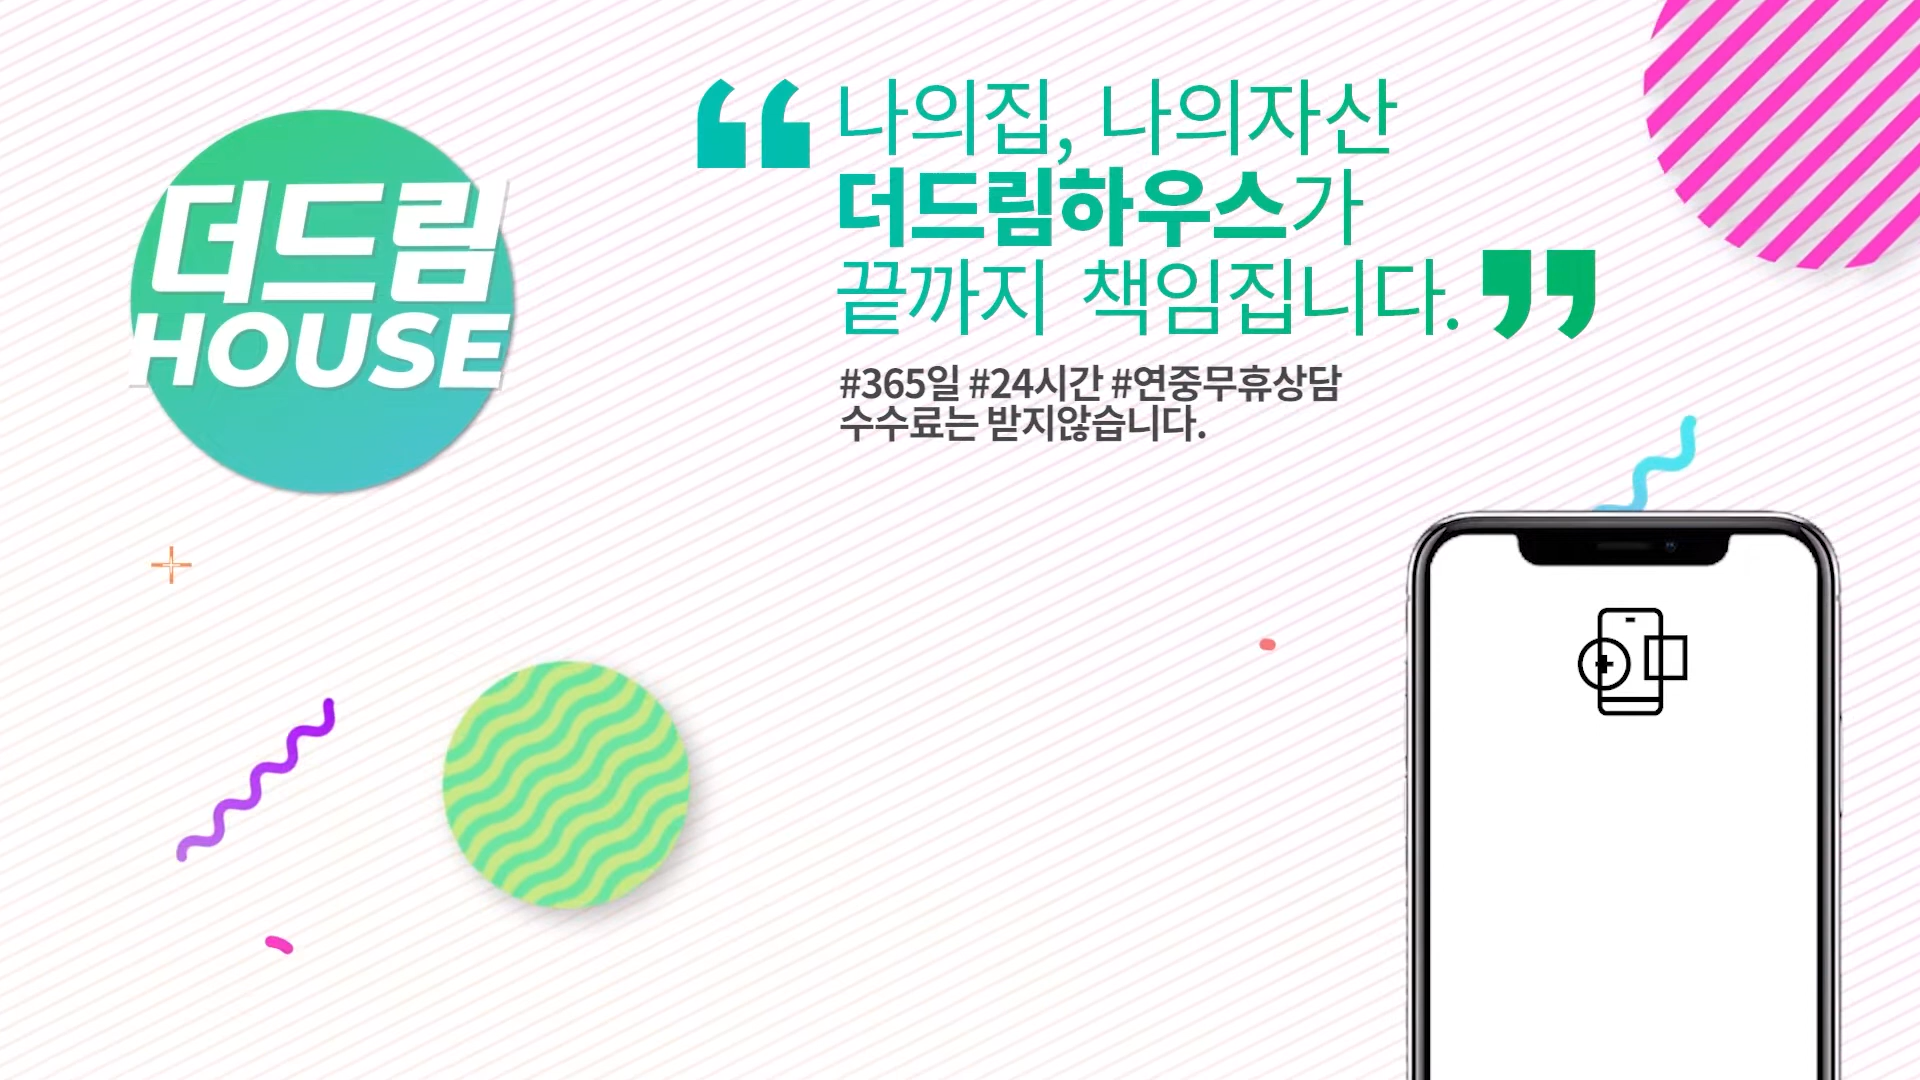 더드림
HOUSE
“나의집, 나의자산
더드림하우스가
끝까지 책임집니다.”
#365일 #24시간 #연중무휴상담
수수료는 받지않습니다.